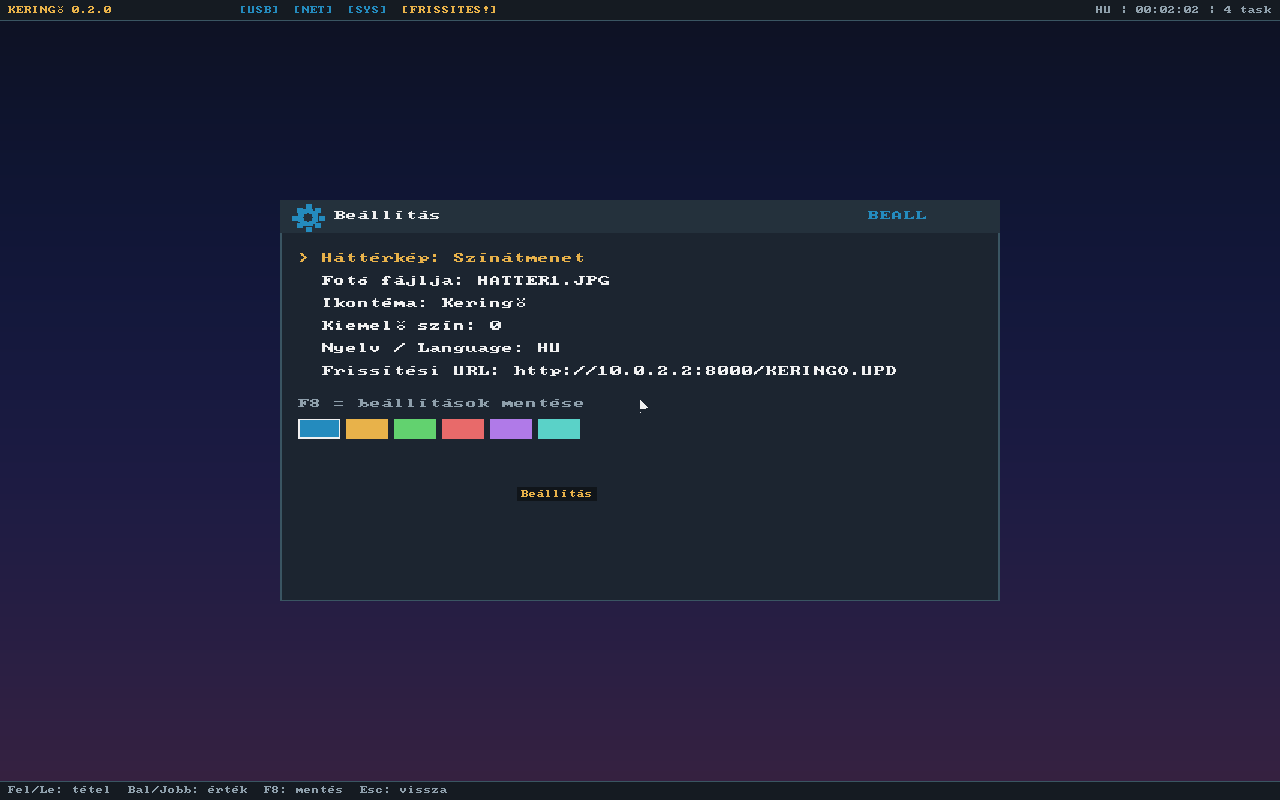 KERINGŐ 0.2.0 [USB] [NET] [SYS] [FRISSITES!] HU | 00:02:02 | 4 task
Beállítás BEALL
> Háttérkép: Színátmenet
Fotó fájlja: HATTER1.JPG
Ikontéma: Keringő
Kiemelő szín: 0
Nyelv / Language: HU
Frissítési URL: http://10.0.2.2:8000/KERINGO.UPD
F8 = beállítások mentése
Beállítás
Fel/Le: tétel Bal/Jobb: érték F8: mentés Esc: vissza